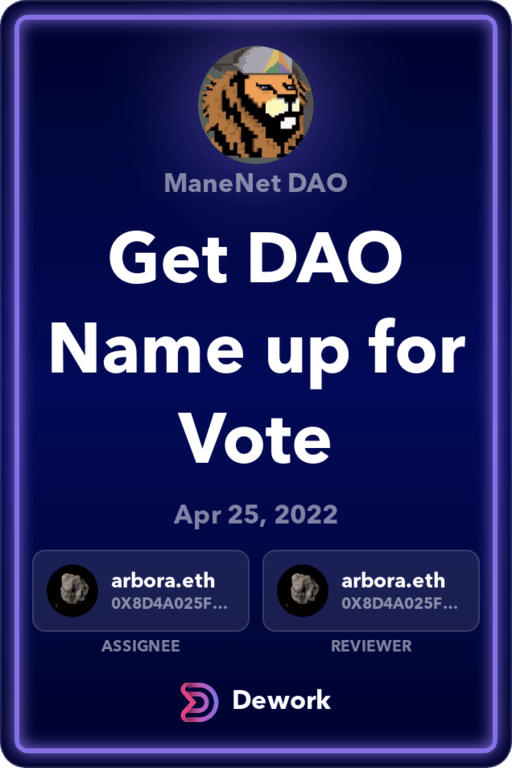 ManeNet DAO
Get DAO
Name up for
Vote
Apr 25, 2022
arbora.eth
0X8D4A025F...
ASSIGNEE
arbora.eth
0X8D4A025F...
REVIEWER
Dework